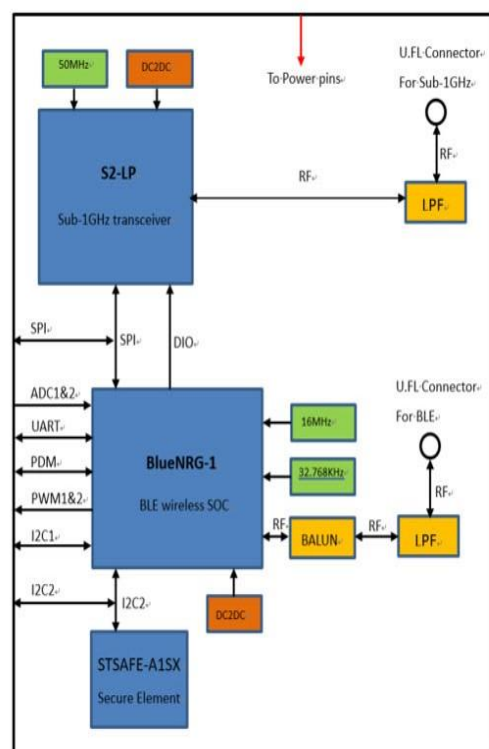 50MHz
DC2DC
To Power pins
U.FL Connector
For Sub-1GHz
RF
S2-LP
Sub-1GHz transceiver
RF
LPF
SPI
SPI
DIO
ADC1&2
UART
PDM
PWM1&2
I2C1
I2C2
BlueNRG-1
BLE wireless SOC
16MHz
32.768KHz
U.FL Connector
For BLE
RF
RF
BALUN
RF
LPF
I2C2
DC2DC
STSAFE-A1SX
Secure Element